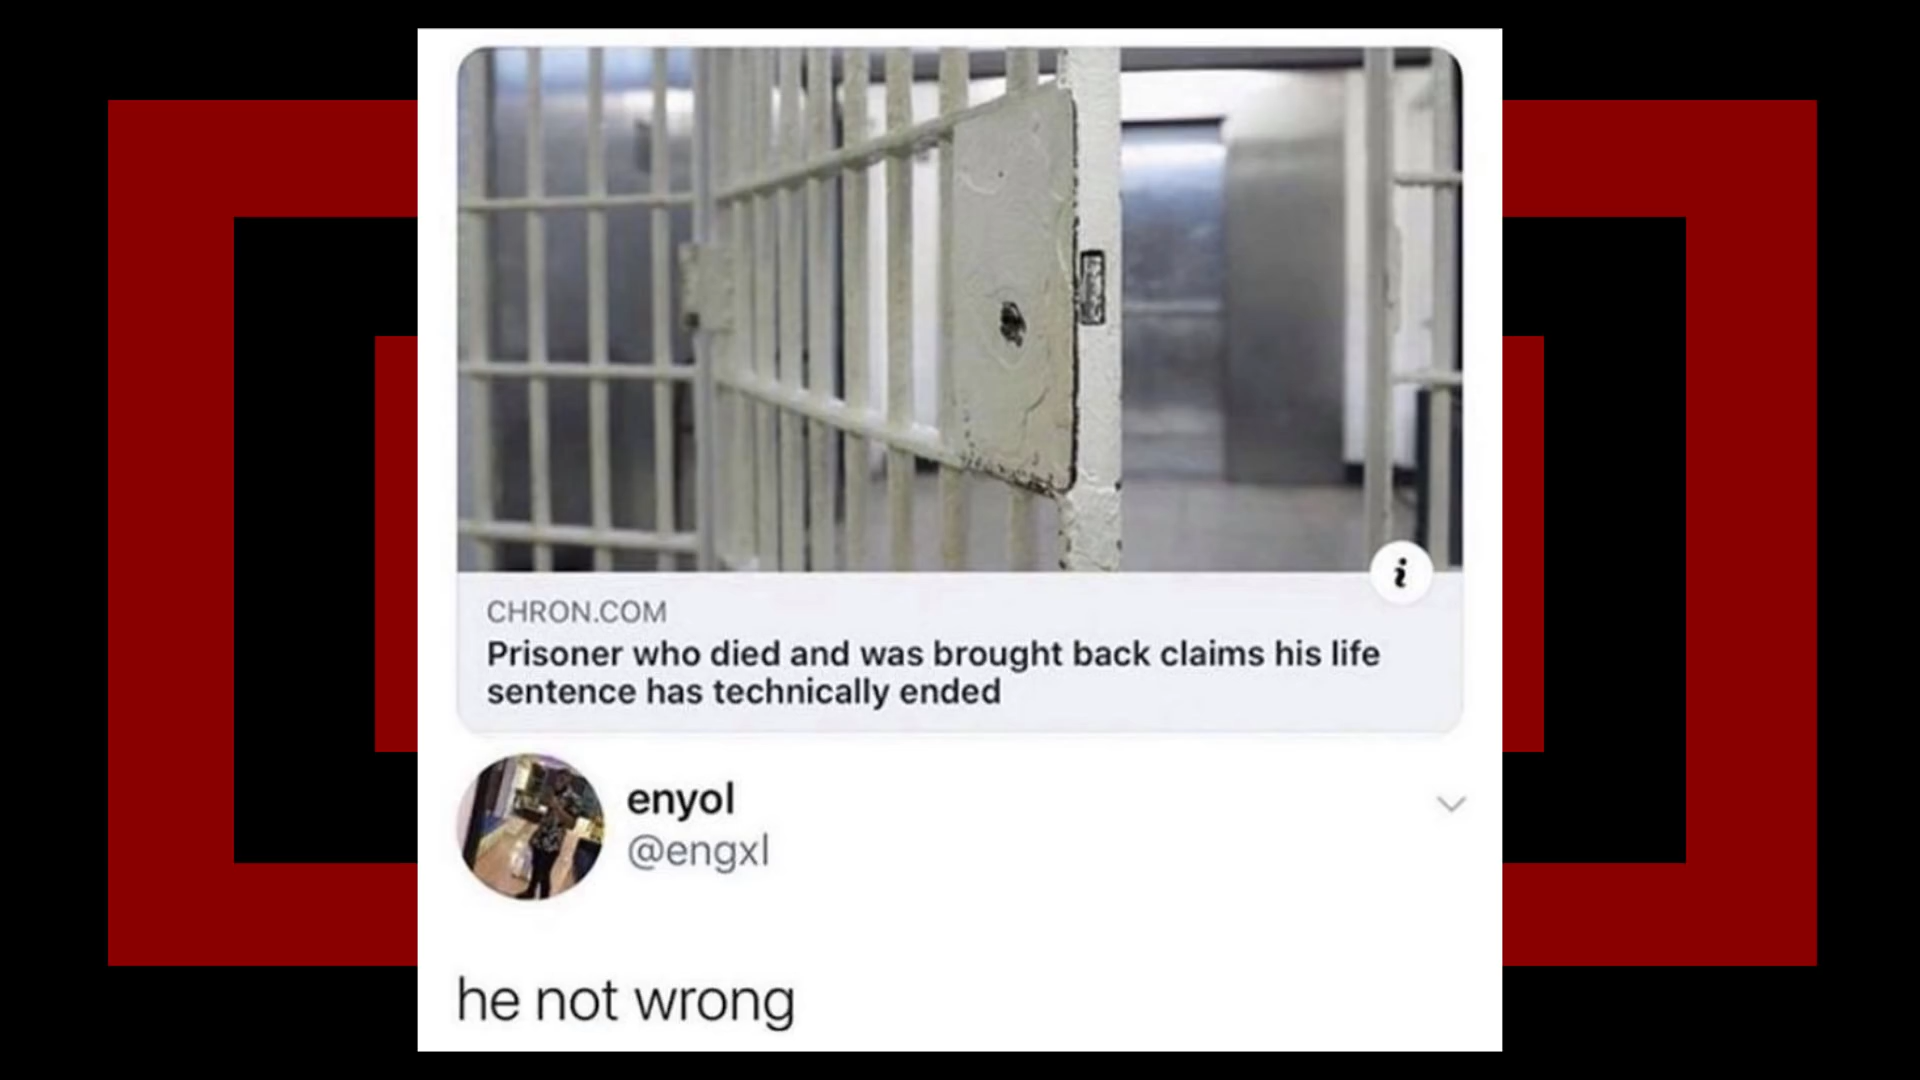 i
CHRON.COM
Prisoner who died and was brought back claims his life
sentence has technically ended
enyol
@engxl
he not wrong